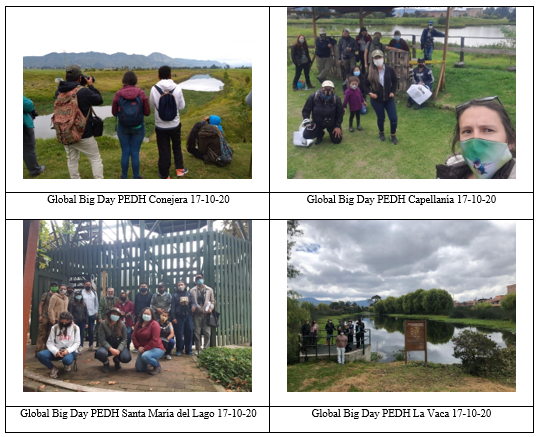 Global Big Day PEDH Conejera 17-10-20
Global Big Day PEDH Capellania 17-10-20
Global Big Day PEDH Santa Maria del Lago 17-10-20
Global Big Day PEDH La Vaca 17-10-20